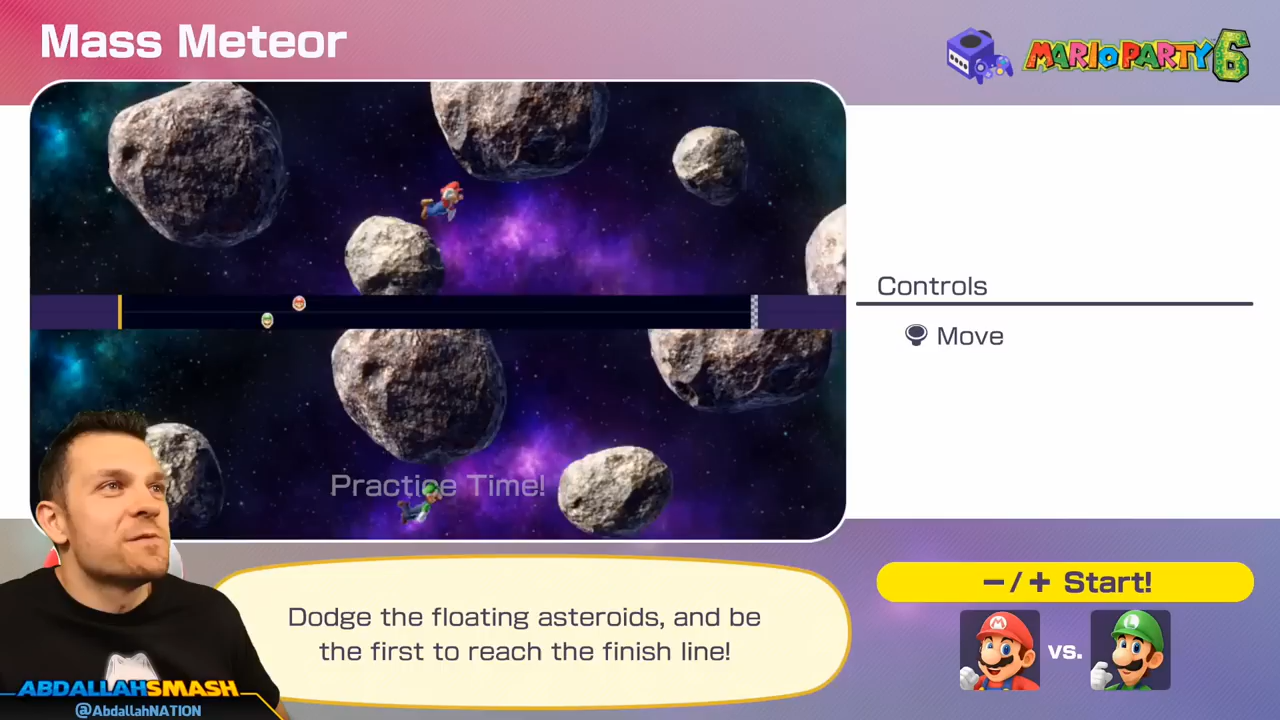 Mass Meteor
MARIO PARTY 6
Controls
Move
Practice Time!
Dodge the floating asteroids, and be
the first to reach the finish line!
−/+ Start!
M
L
vs.
ABDALLAHSMASH
@AbdallahNATION